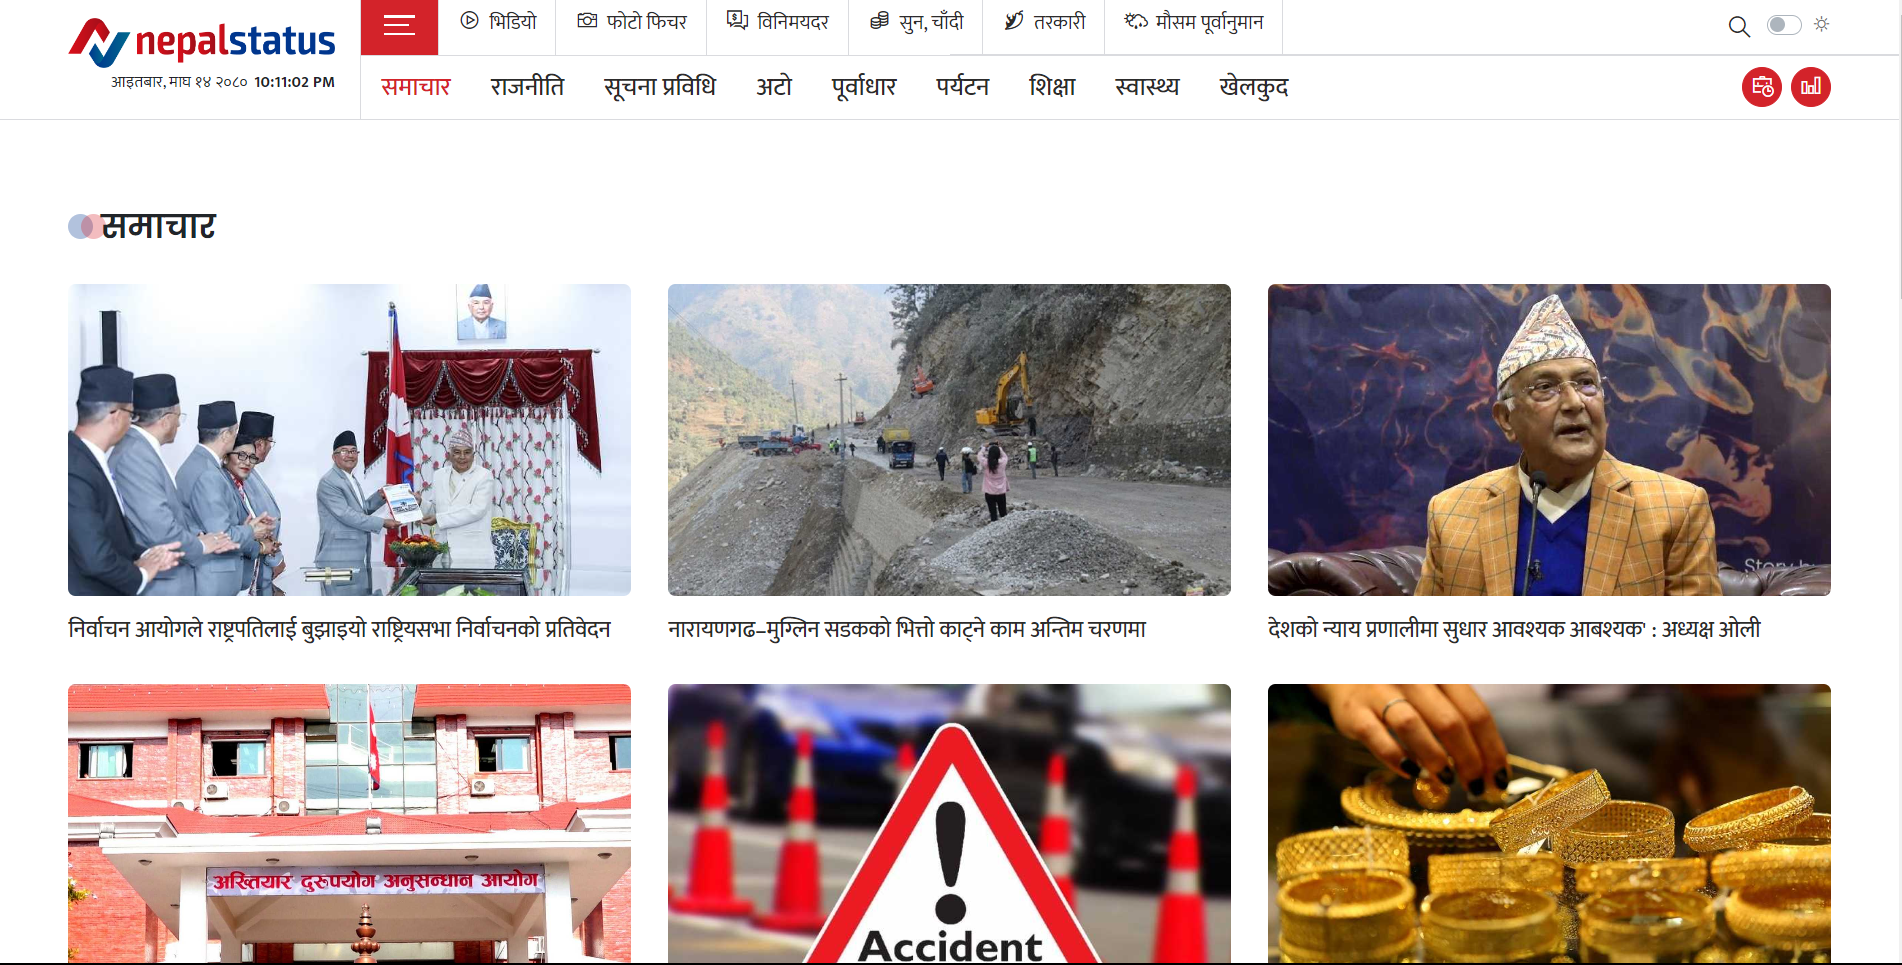 nepalstatus
आइतबार, माघ १४ २०८० 10:11:02 PM
भिडियो
फोटो फिचर
विनिमयदर
सुन, चाँदी
तरकारी
मौसम पूर्वानुमान
समाचार
राजनीति
सूचना प्रविधि
अटो
पूर्वाधार
पर्यटन
शिक्षा
स्वास्थ्य
खेलकुद
समाचार
निर्वाचन आयोगले राष्ट्रपतिलाई बुझाइयो राष्ट्रियसभा निर्वाचनको प्रतिवेदन
नारायणगढ–मुग्लिन सडकको भित्तो काट्ने काम अन्तिम चरणमा
Story b
देशको न्याय प्रणालीमा सुधार आवश्यक आबश्यक' : अध्यक्ष ओली
अख्तियार दुरुपयोग अनुसन्धान आयोग
Accident